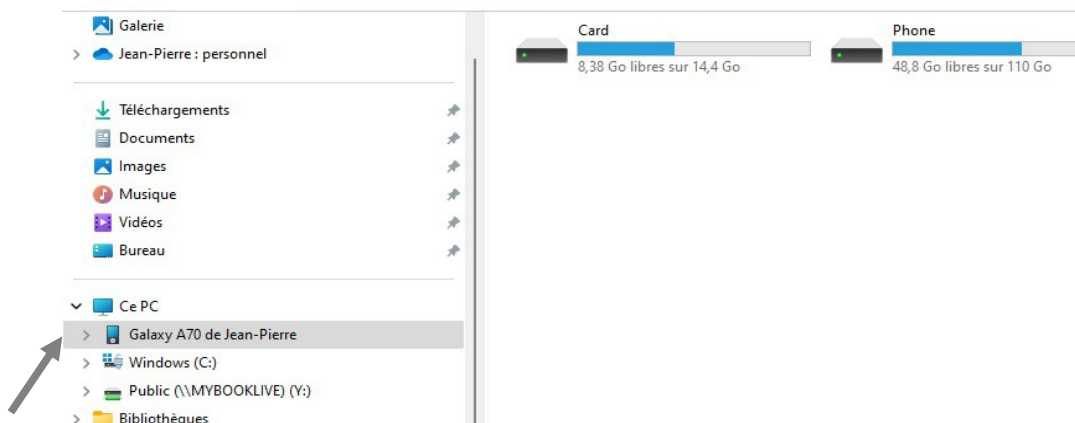 Galerie
Jean-Pierre : personnel
Téléchargements
Documents
Images
Musique
Vidéos
Bureau
Ce PC
Galaxy A70 de Jean-Pierre
Windows (C:)
Public (\\MYBOOKLIVE) (Y:)
Bibliothèques
Card
8,38 Go libres sur 14,4 Go
Phone
48,8 Go libres sur 110 Go